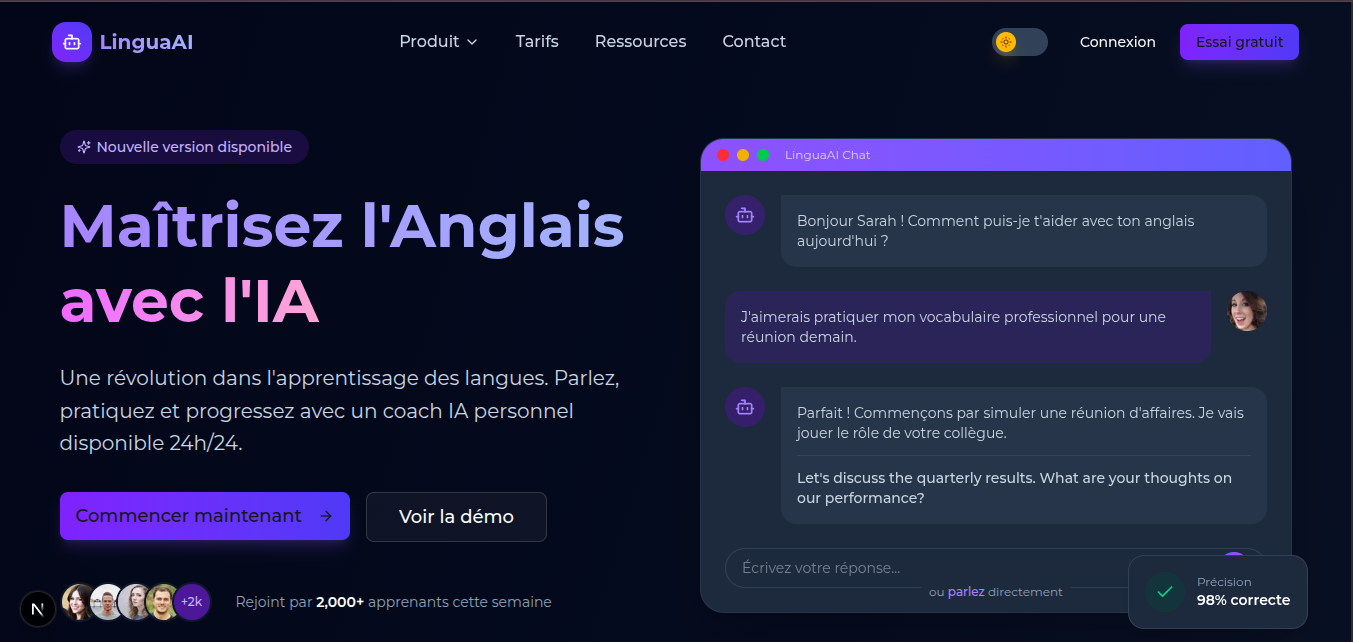 LinguaAI
Produit
Tarifs
Ressources
Contact
Connexion
Essai gratuit
Nouvelle version disponible
Maîtrisez l'Anglais
avec l'IA
Une révolution dans l'apprentissage des langues. Parlez,
pratiquez et progressez avec un coach IA personnel
disponible 24h/24.
Commencer maintenant →
Voir la démo
N
+2k
Rejoint par 2,000+ apprenants cette semaine
LinguaAI Chat
Bonjour Sarah ! Comment puis-je t'aider avec ton anglais
aujourd'hui ?
J'aimerais pratiquer mon vocabulaire professionnel pour une
réunion demain.
Parfait ! Commençons par simuler une réunion d'affaires. Je vais
jouer le rôle de votre collègue.
Let's discuss the quarterly results. What are your thoughts on
our performance?
Écrivez votre réponse...
ou parlez directement
Précision
98% correcte